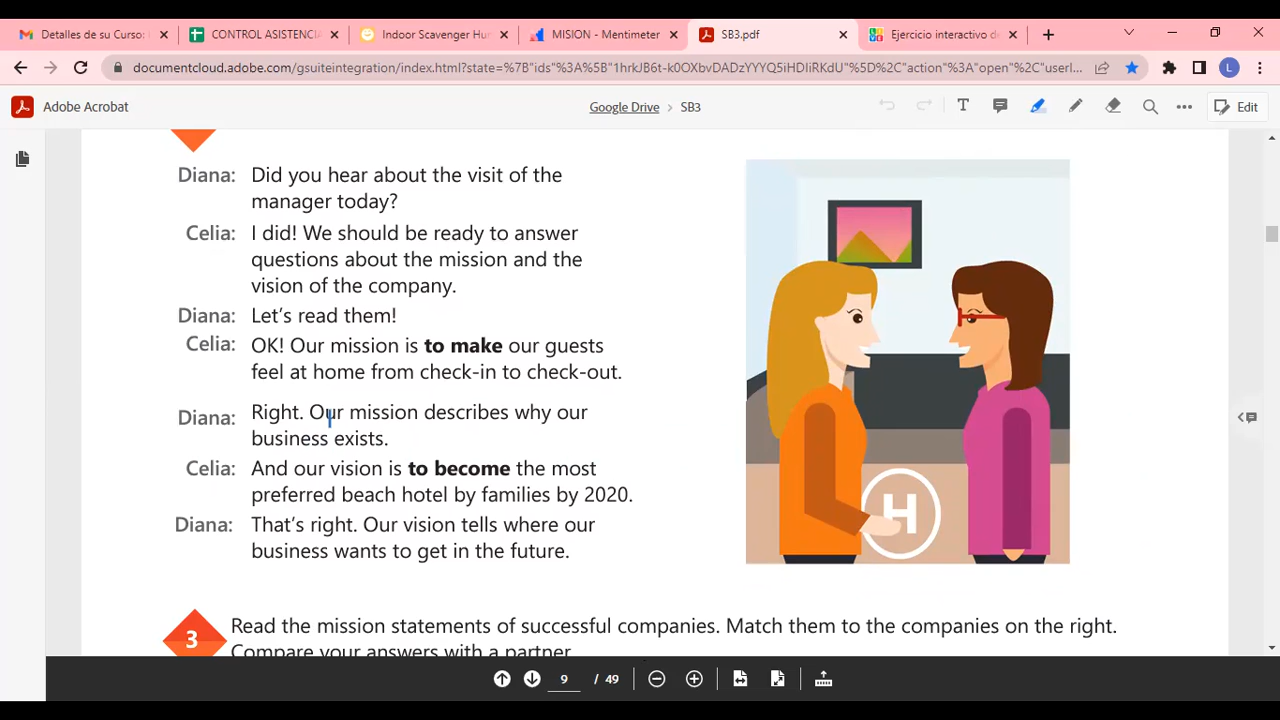 Detalles de su Curso: I
CONTROL ASISTENCIA
Indoor Scavenger Hun
MISION - Mentimeter
SB3.pdf
Ejercicio interactivo de
documentcloud.adobe.com/gsuiteintegration/index.html?state=%7B"ids"%3A%5B"1hrkJB6t-k0OXbvDADzYYYQ5iHDIiRKdU"%5D%2C"action"%3A"open"%2C"userI...
L
Adobe Acrobat
Google Drive > SB3
Edit
Diana: Did you hear about the visit of the
manager today?
Celia: I did! We should be ready to answer
questions about the mission and the
vision of the company.
Diana: Let's read them!
Celia: OK! Our mission is to make our guests
feel at home from check-in to check-out.
Diana: Right. Our mission describes why our
business exists.
Celia: And our vision is to become the most
preferred beach hotel by families by 2020.
Diana: That's right. Our vision tells where our
business wants to get in the future.
H
3 Read the mission statements of successful companies. Match them to the companies on the right.
Compare your answers with a partner
9 / 49